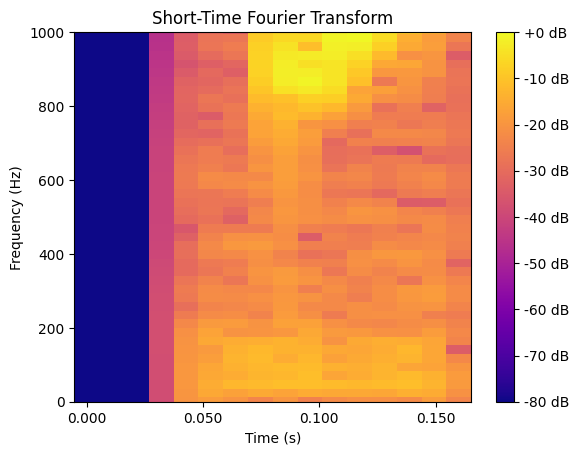 Short-Time Fourier Transform
1000
800
600
400
200
0
Frequency (Hz)
0.000
0.050
0.100
0.150
Time (s)
+0 dB
-10 dB
-20 dB
-30 dB
-40 dB
-50 dB
-60 dB
-70 dB
-80 dB